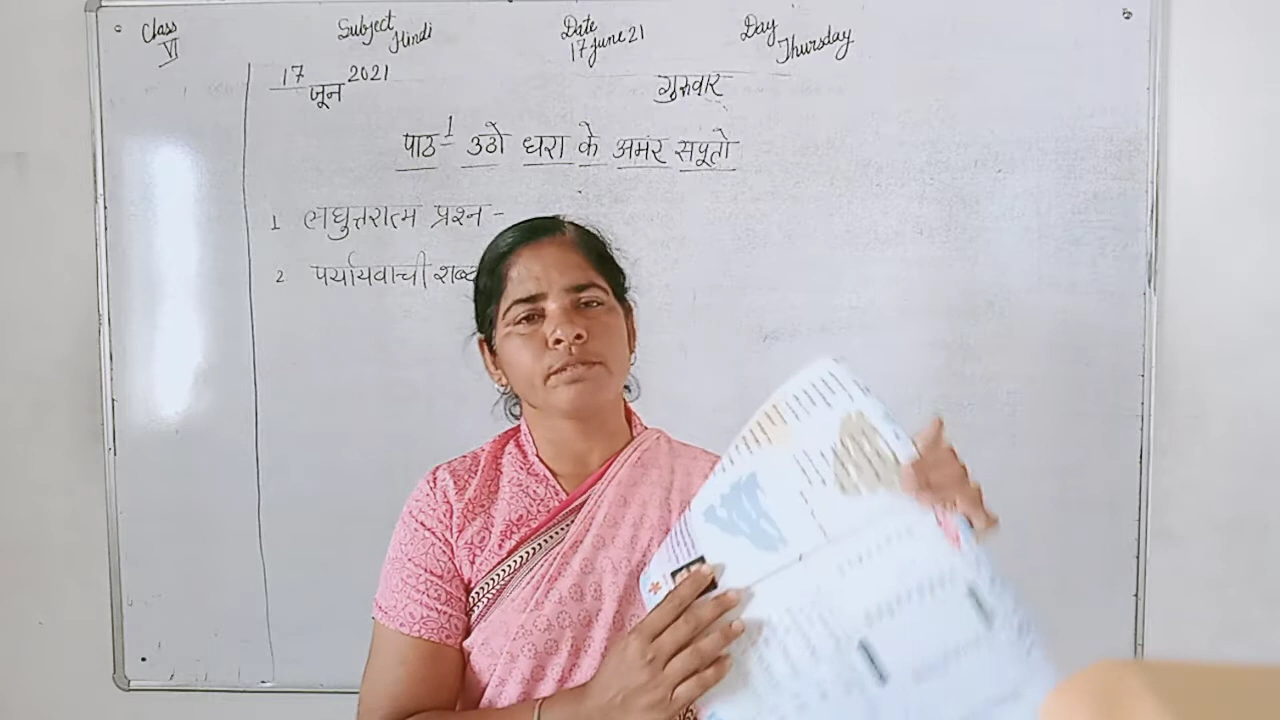 Class VI
Subject Hindi
Date 17 June 21
Day Thursday
17 जून 2021
गुरुवार
पाठ-1 उठो धरा के अमर सपूतो
1 लघुत्तरात्म प्रश्न -
2 पर्यायवाची शब्द